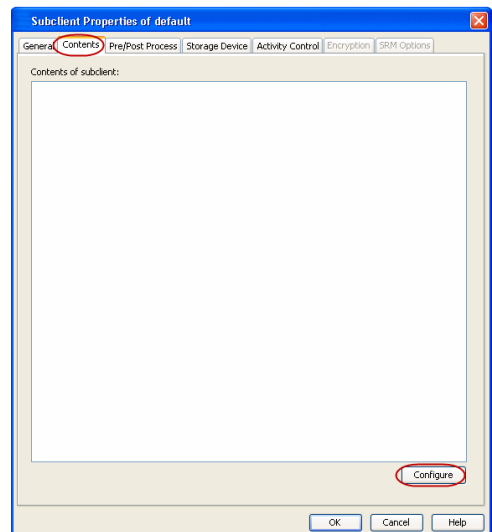 Subclient Properties of default
General Contents Pre/Post Process Storage Device Activity Control Encryption SRM Options
Contents of subclient:
Configure
OK Cancel Help